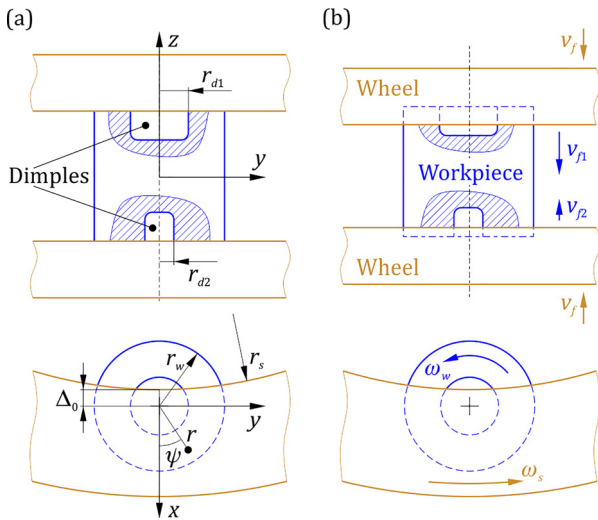 (a)
z
r_d1
y
Dimples
r_d2
r_w
r_s
Δ_0
y
r
ψ
x
(b)
v_f
Wheel
v_f1
Workpiece
v_f2
Wheel
v_f
ω_w
ω_s